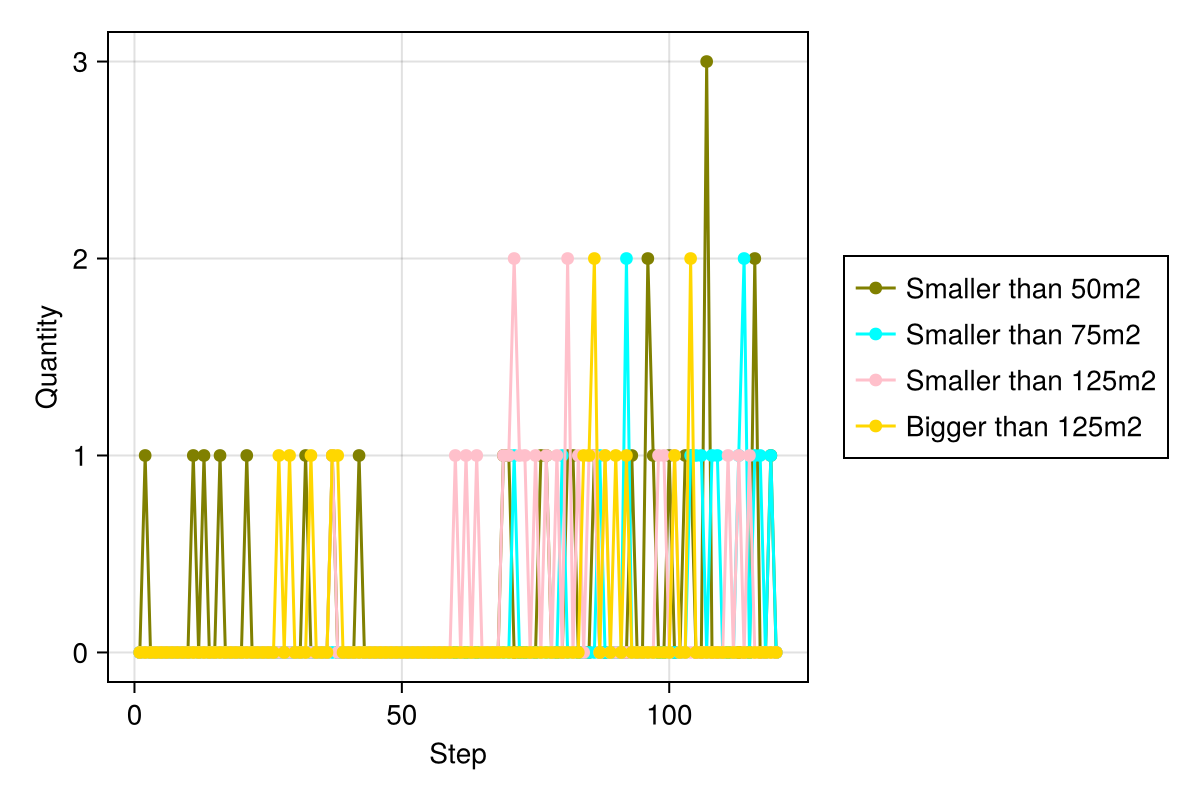 3
2
1
0
Quantity
0
50
100
Step
Smaller than 50m2
Smaller than 75m2
Smaller than 125m2
Bigger than 125m2